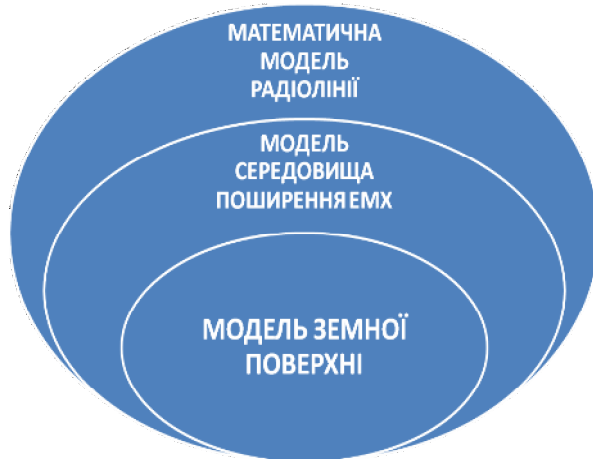 МАТЕМАТИЧНА
МОДЕЛЬ
РАДІОЛІНІЇ
МОДЕЛЬ
СЕРЕДОВИЩА
ПОШИРЕННЯ ЕМХ
МОДЕЛЬ ЗЕМНОЇ
ПОВЕРХНІ